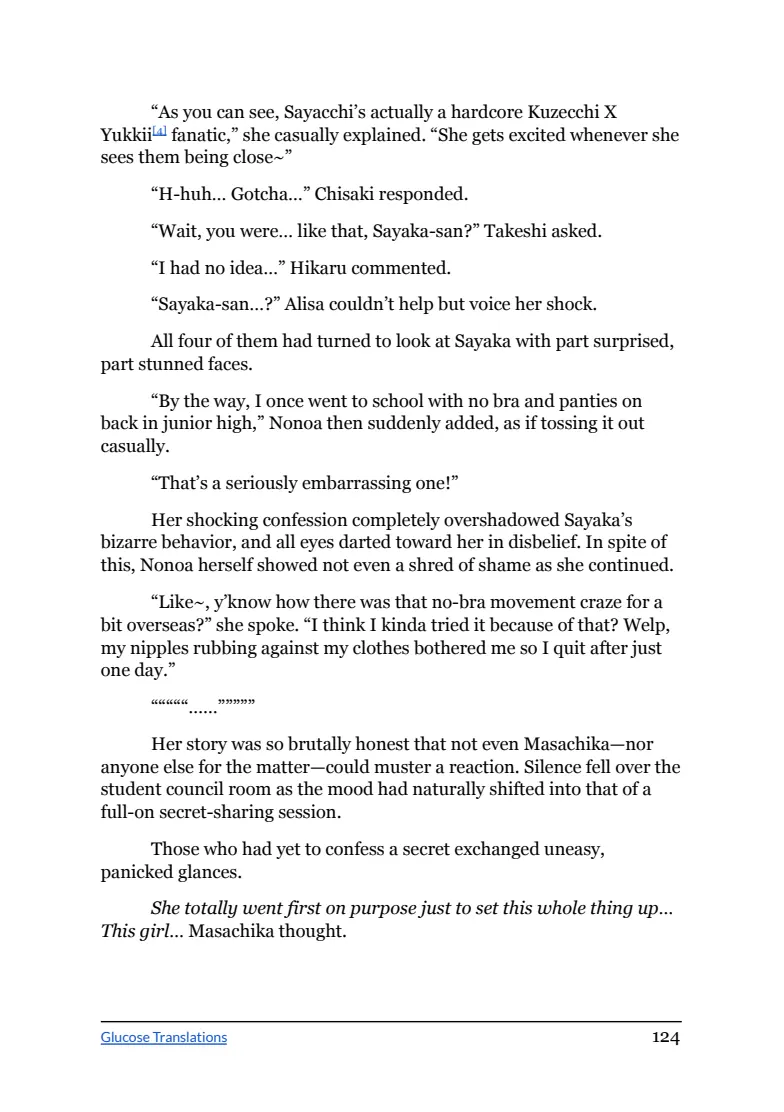 “As you can see, Sayacchi’s actually a hardcore Kuzecchi X
Yukkii[4] fanatic,” she casually explained. “She gets excited whenever she
sees them being close~”
“H-huh… Gotcha…” Chisaki responded.
“Wait, you were… like that, Sayaka-san?” Takeshi asked.
“I had no idea…” Hikaru commented.
“Sayaka-san…?” Alisa couldn’t help but voice her shock.
All four of them had turned to look at Sayaka with part surprised,
part stunned faces.
“By the way, I once went to school with no bra and panties on
back in junior high,” Nonoa then suddenly added, as if tossing it out
casually.
“That’s a seriously embarrassing one!”
Her shocking confession completely overshadowed Sayaka’s
bizarre behavior, and all eyes darted toward her in disbelief. In spite of
this, Nonoa herself showed not even a shred of shame as she continued.
“Like~, y’know how there was that no-bra movement craze for a
bit overseas?” she spoke. “I think I kinda tried it because of that? Welp,
my nipples rubbing against my clothes bothered me so I quit after just
one day.”
“““““……”””””
Her story was so brutally honest that not even Masachika—nor
anyone else for the matter—could muster a reaction. Silence fell over the
student council room as the mood had naturally shifted into that of a
full-on secret-sharing session.
Those who had yet to confess a secret exchanged uneasy,
panicked glances.
She totally went first on purpose just to set this whole thing up…
This girl… Masachika thought.
Glucose Translations
124